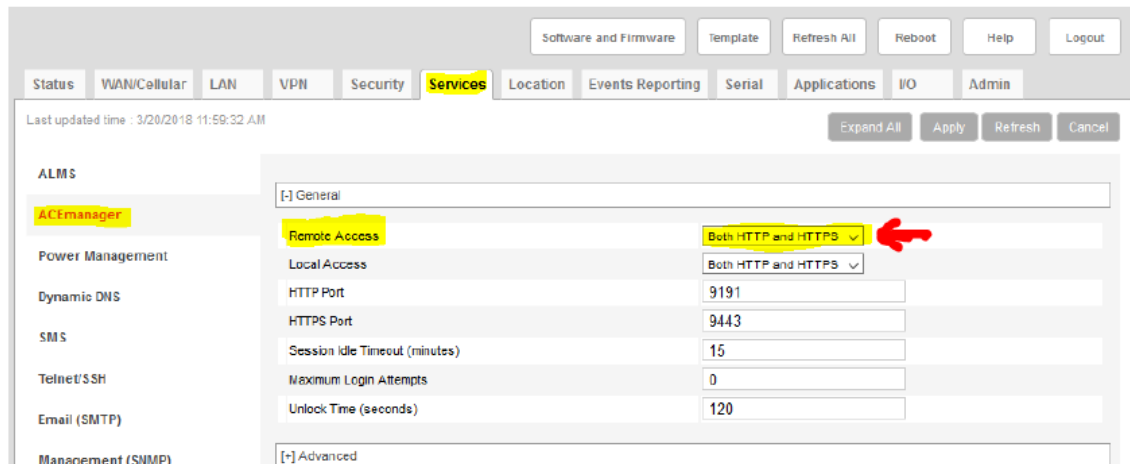 Software and Firmware Template Refresh All Reboot Help Logout
Status WAN/Cellular LAN VPN Security Services Location Events Reporting Serial Applications I/O Admin
Last updated time : 3/20/2018 11:59:32 AM
Expand All Apply Refresh Cancel
ALMS
[-] General
ACEmanager
Remote Access Both HTTP and HTTPS
Power Management
Local Access Both HTTP and HTTPS
HTTP Port 9191
Dynamic DNS
HTTPS Port 9443
SMS
Session Idle Timeout (minutes) 15
Telnet/SSH
Maximum Login Attempts 0
Unlock Time (seconds) 120
Email (SMTP)
Management (SNMP)
[+] Advanced